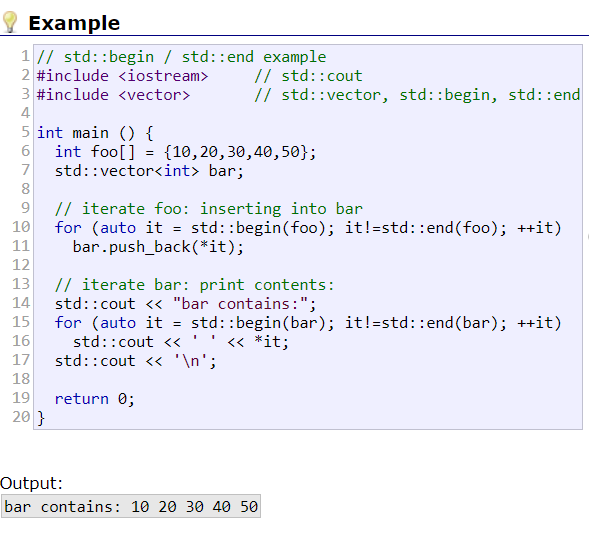 Example
1 // std::begin / std::end example
2 #include <iostream>     // std::cout
3 #include <vector>       // std::vector, std::begin, std::end
4
5 int main () {
6   int foo[] = {10,20,30,40,50};
7   std::vector<int> bar;
8
9   // iterate foo: inserting into bar
10   for (auto it = std::begin(foo); it!=std::end(foo); ++it)
11     bar.push_back(*it);
12
13   // iterate bar: print contents:
14   std::cout << "bar contains:";
15   for (auto it = std::begin(bar); it!=std::end(bar); ++it)
16     std::cout << ' ' << *it;
17   std::cout << '\n';
18
19   return 0;
20 }
Output:
bar contains: 10 20 30 40 50